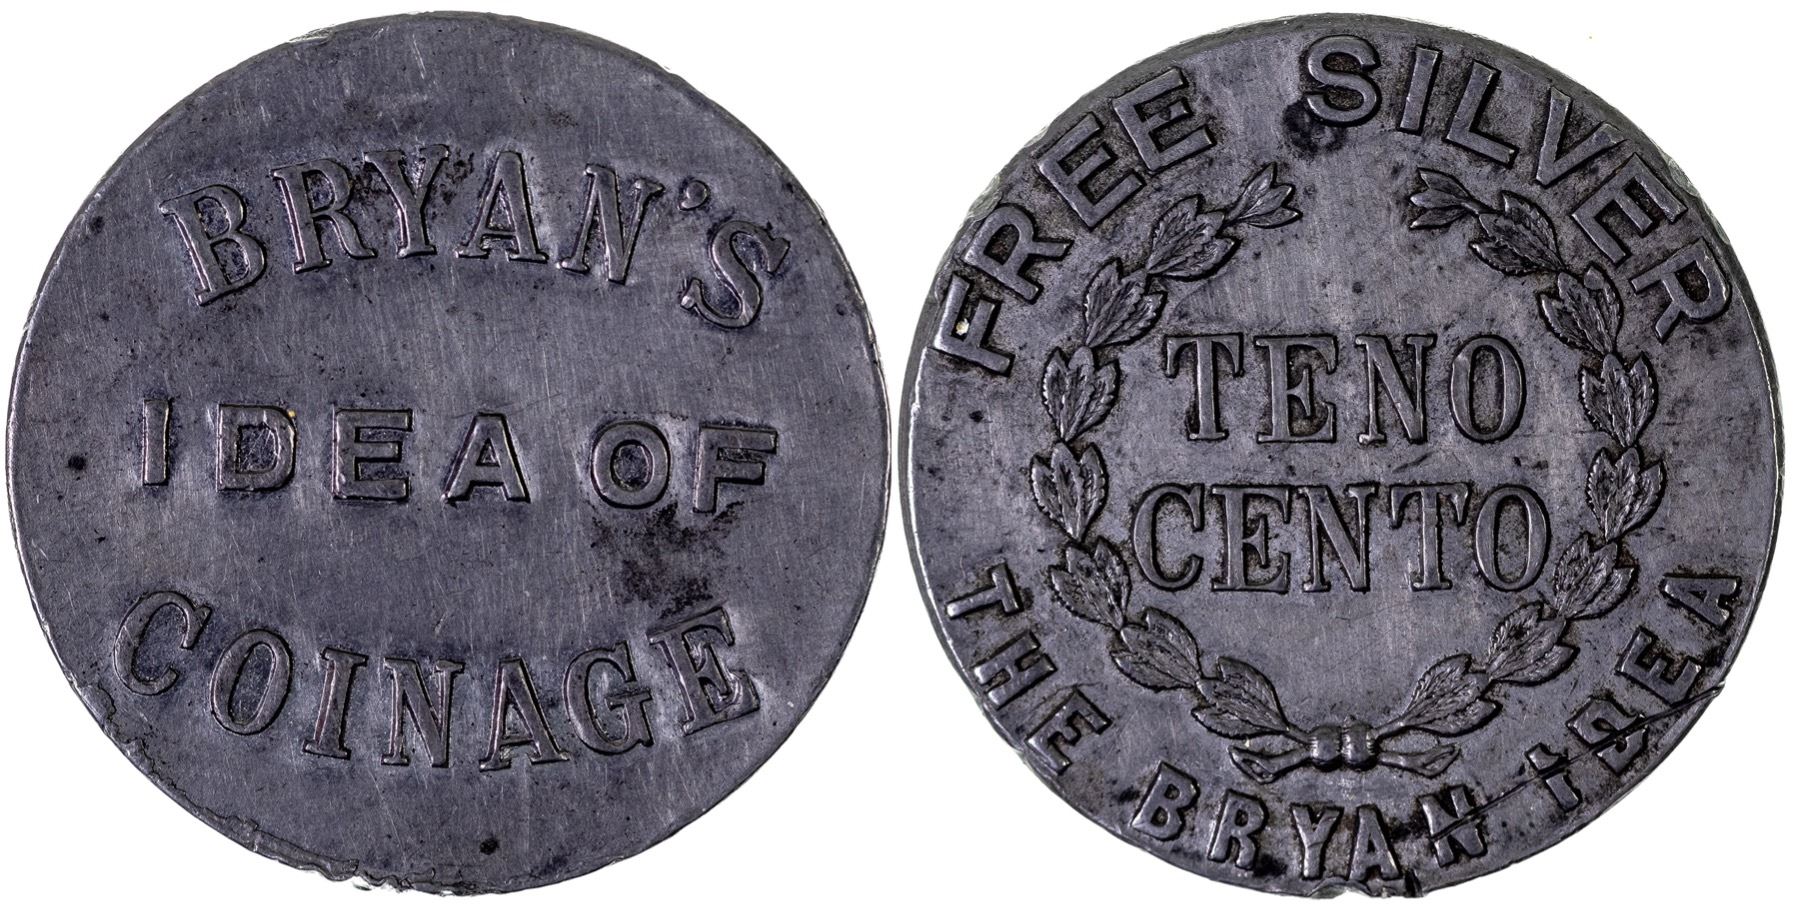 BRYAN'S
IDEA OF
COINAGE
FREE SILVER
TENO
CENTO
THE BRYAN IDEA